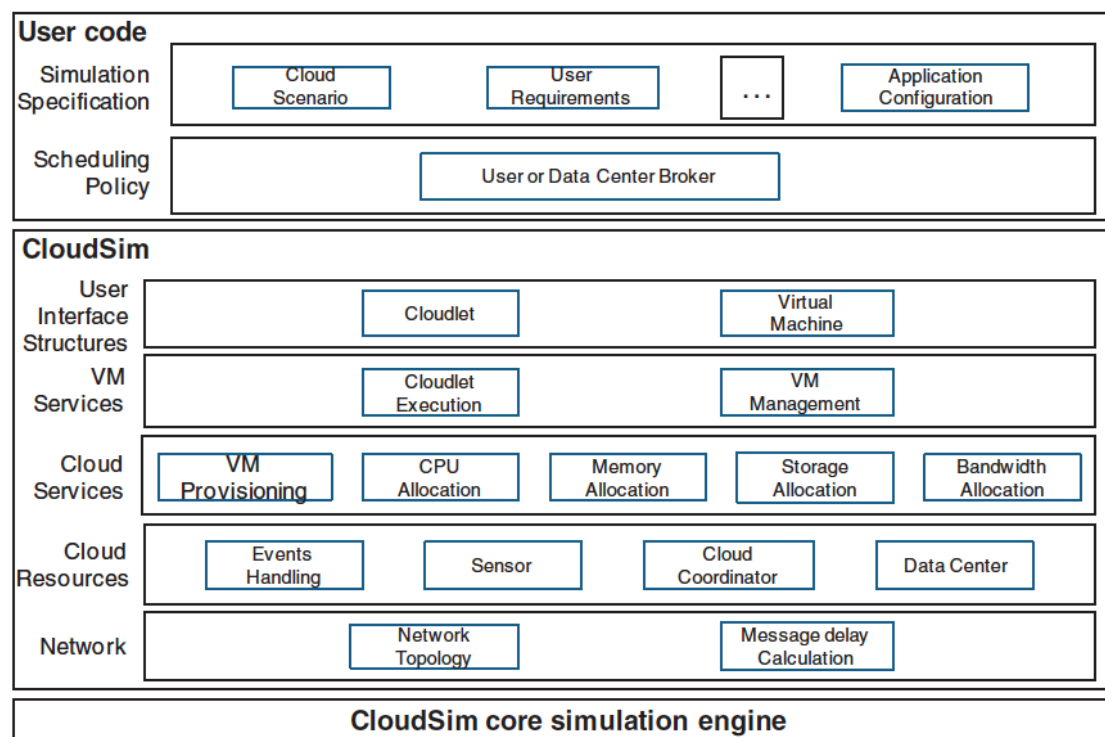 User code
Simulation
Specification
Cloud
Scenario
User
Requirements
...
Application
Configuration
Scheduling
Policy
User or Data Center Broker
CloudSim
User
Interface
Structures
Cloudlet
Virtual
Machine
VM
Services
Cloudlet
Execution
VM
Management
Cloud
Services
VM
Provisioning
CPU
Allocation
Memory
Allocation
Storage
Allocation
Bandwidth
Allocation
Cloud
Resources
Events
Handling
Sensor
Cloud
Coordinator
Data Center
Network
Network
Topology
Message delay
Calculation
CloudSim core simulation engine